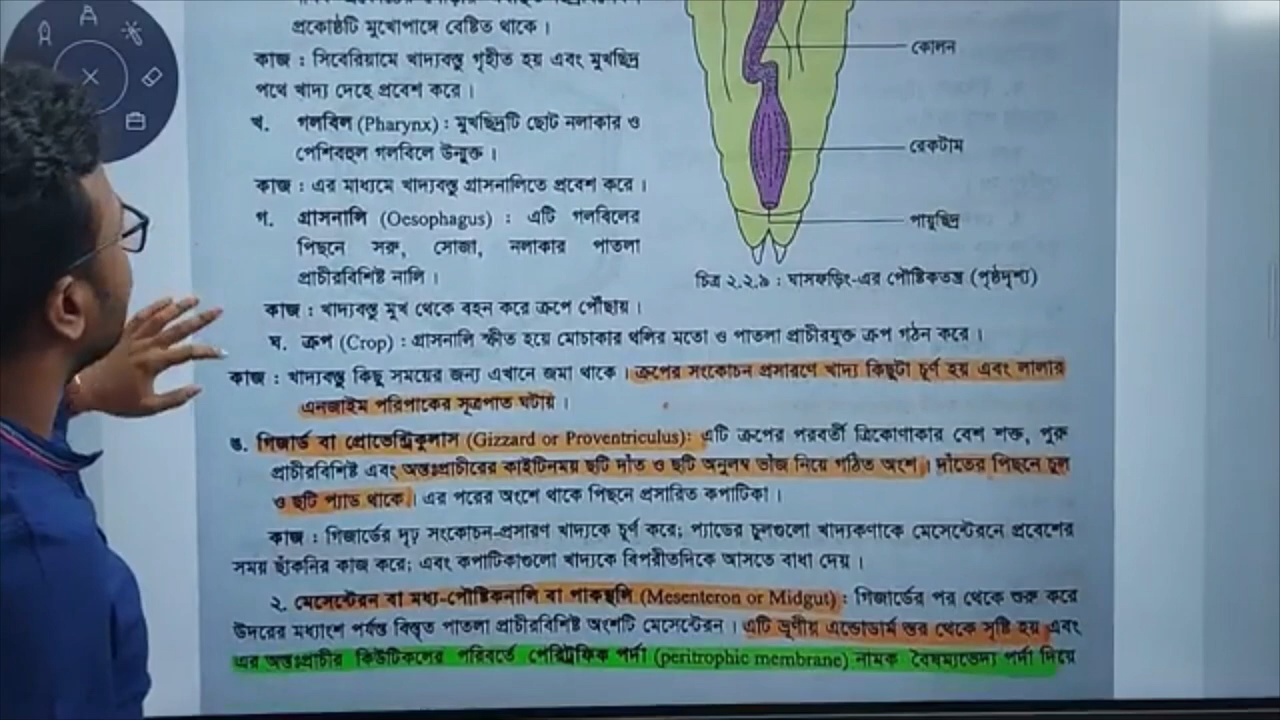 প্রকোষ্ঠটি মুখোপাঙ্গে বেষ্টিত থাকে।
কাজ : সিবেরিয়ামে খাদ্যবস্তু গৃহীত হয় এবং মুখছিদ্র
পথে খাদ্য দেহে প্রবেশ করে।
খ. গলবিল (Pharynx) : মুখছিদ্রটি ছোট নলাকার ও
পেশিবহুল গলবিলে উন্মুক্ত।
কাজ : এর মাধ্যমে খাদ্যবস্তু গ্রাসনালিতে প্রবেশ করে।
গ. গ্রাসনালি (Oesophagus) : এটি গলবিলের
পিছনে সরু, সোজা, নলাকার পাতলা
প্রাচীরবিশিষ্ট নালি।
কোলন
রেকটাম
পায়ুছিদ্র
চিত্র ২.২.৯ : ঘাসফড়িং-এর পৌষ্টিকতন্ত্র (পৃষ্ঠদৃশ্য)
কাজ : খাদ্যবস্তু মুখ থেকে বহন করে ক্রপে পৌঁছায়।
ঘ. ক্রপ (Crop) : গ্রাসনালি স্ফীত হয়ে মোচাকার থলির মতো ও পাতলা প্রাচীরযুক্ত ক্রপ গঠন করে।
কাজ : খাদ্যবস্তু কিছু সময়ের জন্য এখানে জমা থাকে। ক্রপের সংকোচন প্রসারণে খাদ্য কিছুটা চূর্ণ হয় এবং লালার
এনজাইম পরিপাকের সূত্রপাত ঘটায়।
ঙ. গিজার্ড বা প্রোভেন্ট্রিকুলাস (Gizzard or Proventriculus): এটি ক্রপের পরবর্তী ত্রিকোণাকার বেশ শক্ত, পুরু
প্রাচীরবিশিষ্ট এবং অন্তঃপ্রাচীরের কাইটিনময় ছটি দাঁত ও ছটি অনুলম্ব ভাঁজ নিয়ে গঠিত অংশ। দাঁতের পিছনে চুল
ও ছটি প্যাড থাকে। এর পরের অংশে থাকে পিছনে প্রসারিত কপাটিকা।
কাজ : গিজার্ডের দৃঢ় সংকোচন-প্রসারণ খাদ্যকে চূর্ণ করে; প্যাডের চুলগুলো খাদ্যকণাকে মেসেন্টেরনে প্রবেশের
সময় ছাঁকনির কাজ করে; এবং কপাটিকাগুলো খাদ্যকে বিপরীতদিকে আসতে বাধা দেয়।
২. মেসেন্টেরন বা মধ্য-পৌষ্টিকনালি বা পাকস্থলি (Mesenteron or Midgut) : গিজার্ডের পর থেকে শুরু করে
উদরের মধ্যাংশ পর্যন্ত বিস্তৃত পাতলা প্রাচীরবিশিষ্ট অংশটি মেসেন্টেরন। এটি ভ্রূণীয় এন্ডোডার্ম স্তর থেকে সৃষ্টি হয় এবং
এর অন্তঃপ্রাচীর কিউটিকলের পরিবর্তে পেরিট্রফিক পর্দা (peritrophic membrane) নামক বৈষম্যভেদ্য পর্দা দিয়ে